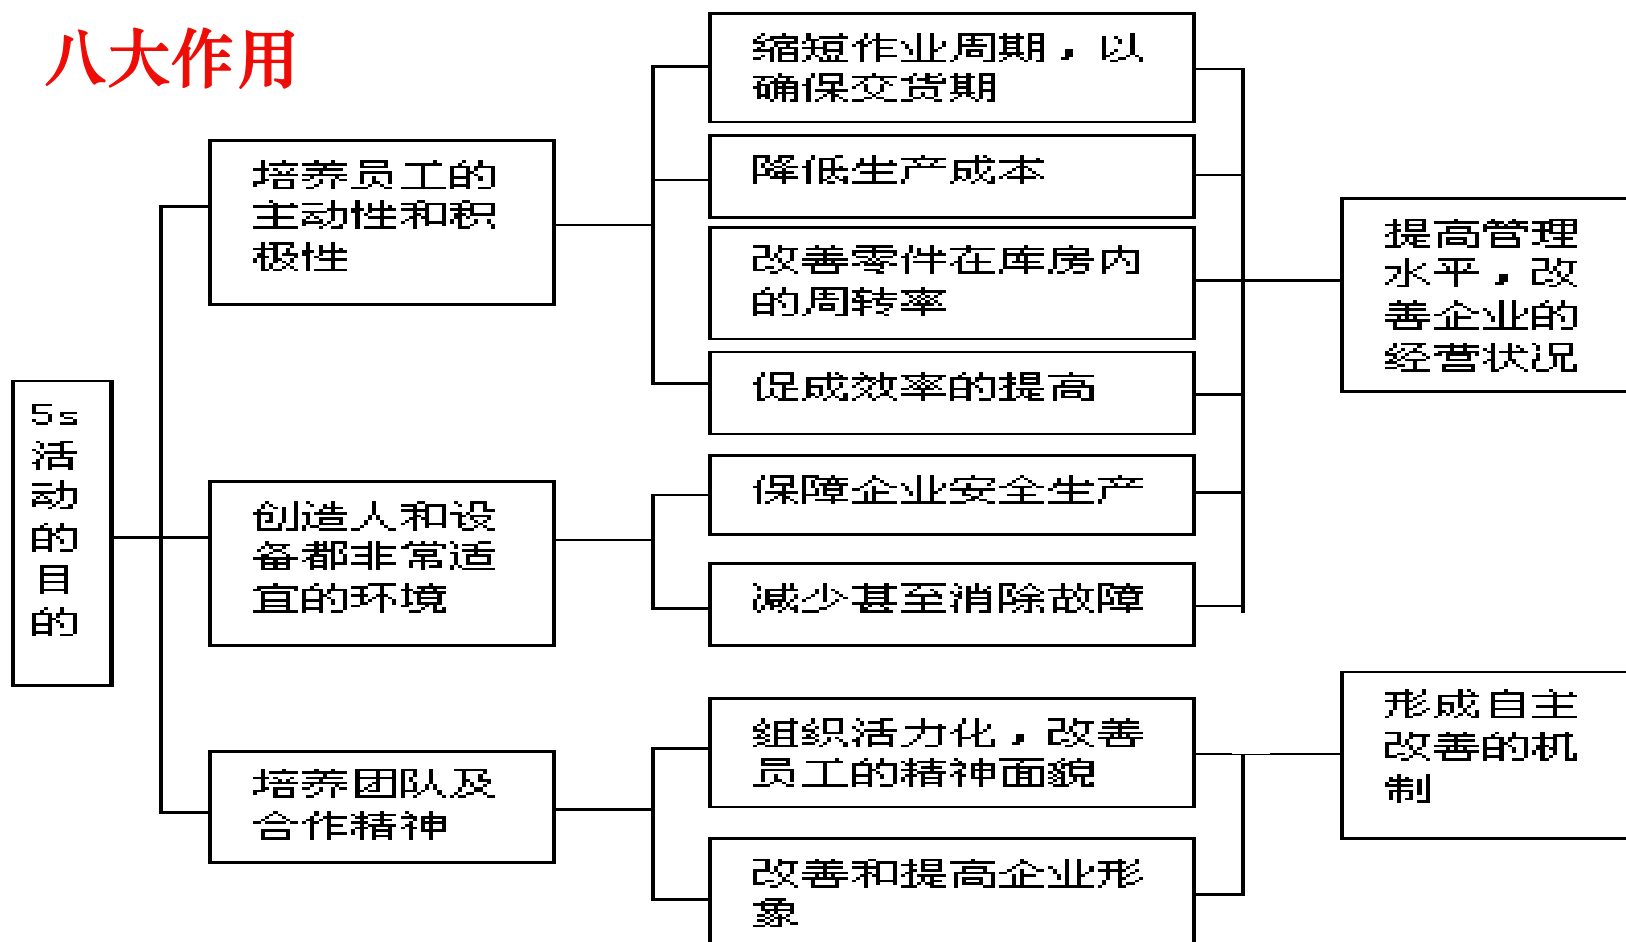 八大作用
5s
活
动
的
目
的
培养员工的
主动性和积
极性
创造人和设
备都非常适
宜的环境
培养团队及
合作精神
缩短作业周期，以
确保交货期
降低生产成本
改善零件在库房内
的周转率
促成效率的提高
保障企业安全生产
减少甚至消除故障
组织活力化，改善
员工的精神面貌
改善和提高企业形
象
提高管理
水平，改
善企业的
经营状况
形成自主
改善的机
制